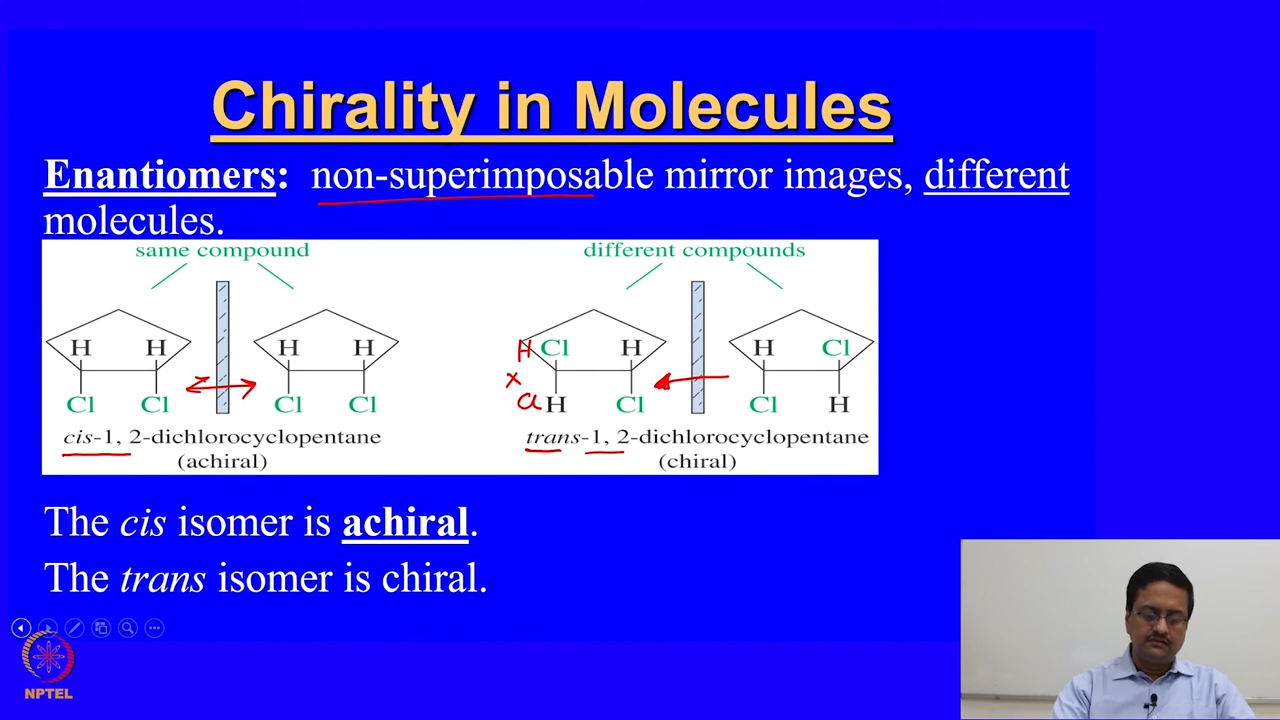 Chirality in Molecules
Enantiomers: non-superimposable mirror images, different
molecules.
same compound
different compounds
H H H H
Cl Cl Cl Cl
cis-1, 2-dichlorocyclopentane
(achiral)
H Cl H H Cl
x
Cl H Cl Cl H
trans-1, 2-dichlorocyclopentane
(chiral)
The cis isomer is achiral.
The trans isomer is chiral.
NPTEL